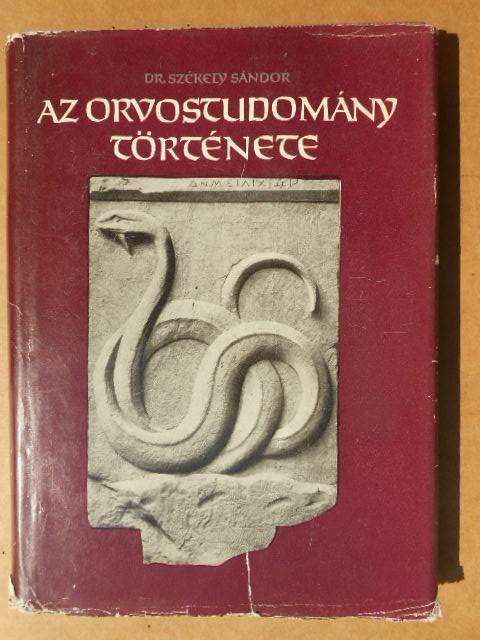 DR. SZÉKELY SÁNDOR
AZ ORVOSTUDOMÁNY
TÖRTÉNETE